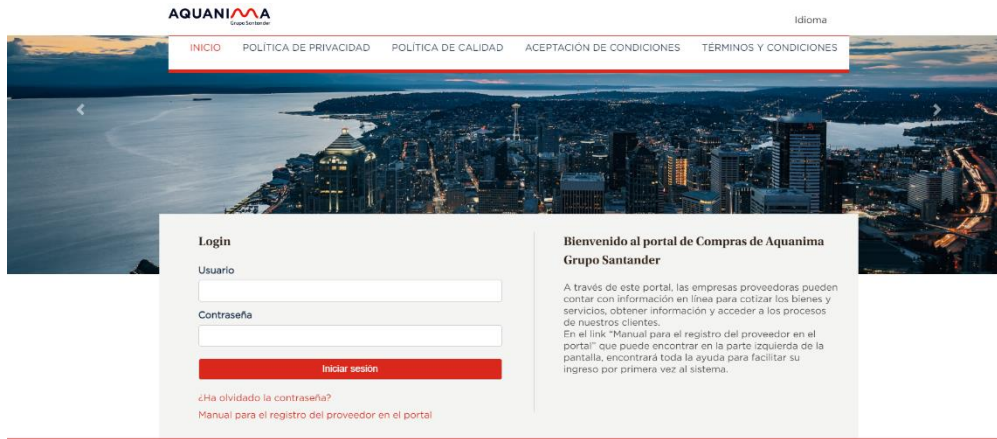 AQUANIMA
Grupo Santander
Idioma
INICIO POLÍTICA DE PRIVACIDAD POLÍTICA DE CALIDAD ACEPTACIÓN DE CONDICIONES TÉRMINOS Y CONDICIONES
Login
Usuario
Contraseña
Iniciar sesión
¿Ha olvidado la contraseña?
Manual para el registro del proveedor en el portal
Bienvenido al portal de Compras de Aquanima
Grupo Santander
A través de este portal, las empresas proveedoras pueden
contar con información en línea para cotizar los bienes y
servicios, obtener información y acceder a los procesos
de nuestros clientes.
En el link “Manual para el registro del proveedor en el
portal” que puede encontrar en la parte izquierda de la
pantalla, encontrará toda la ayuda para facilitar su
ingreso por primera vez al sistema.